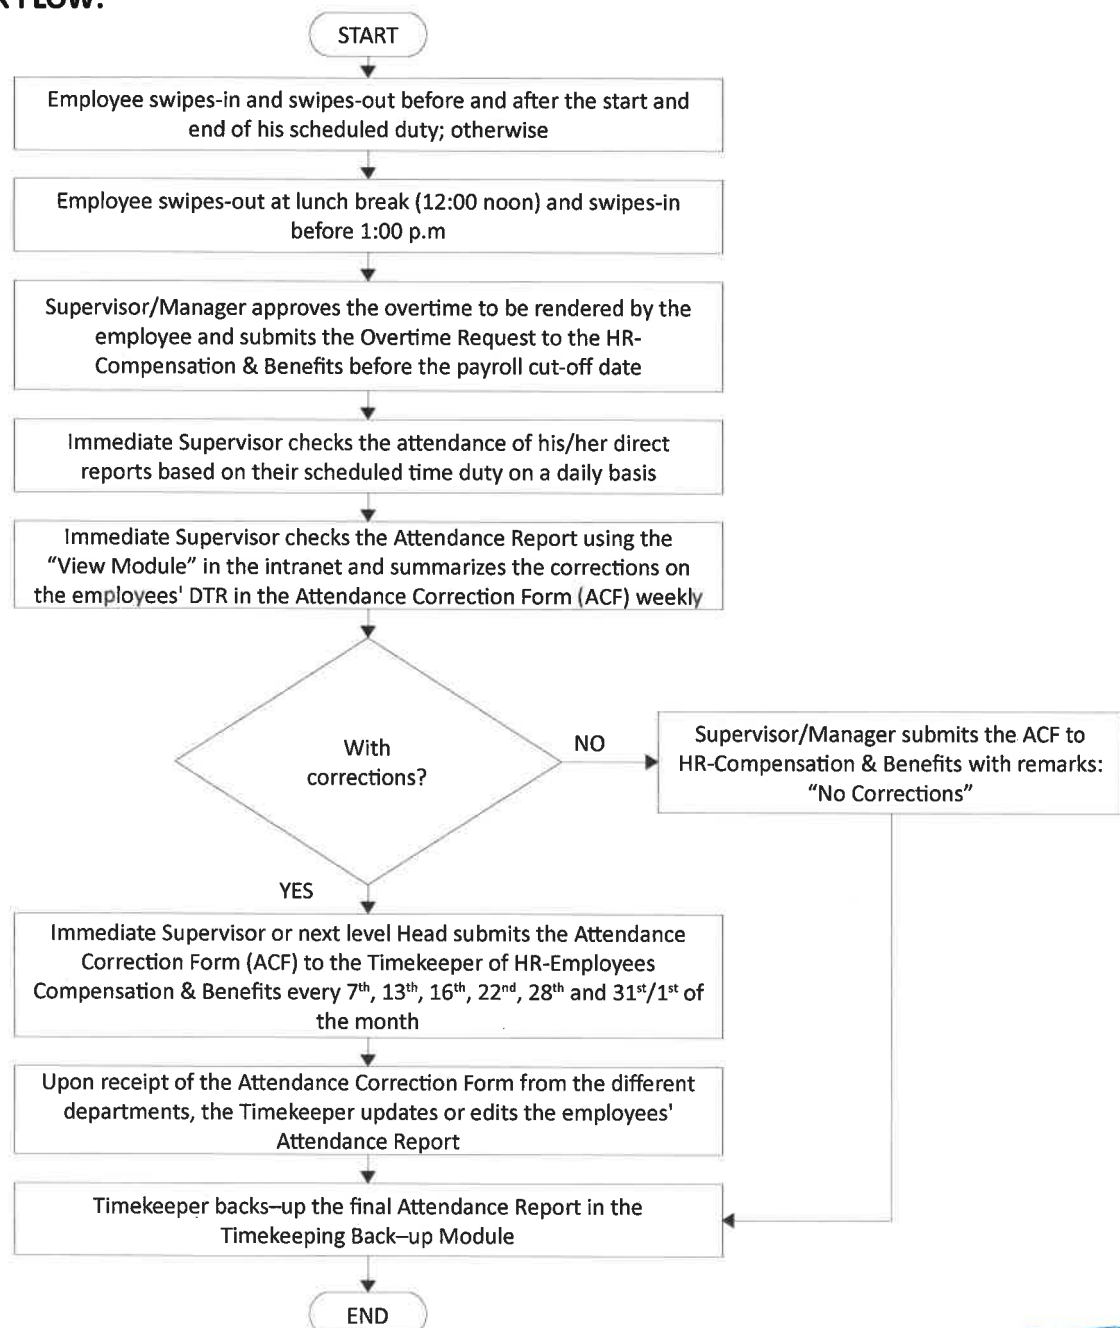 FLOW:
START
Employee swipes-in and swipes-out before and after the start and
end of his scheduled duty; otherwise
Employee swipes-out at lunch break (12:00 noon) and swipes-in
before 1:00 p.m
Supervisor/Manager approves the overtime to be rendered by the
employee and submits the Overtime Request to the HR-
Compensation & Benefits before the payroll cut-off date
Immediate Supervisor checks the attendance of his/her direct
reports based on their scheduled time duty on a daily basis
Immediate Supervisor checks the Attendance Report using the
“View Module” in the intranet and summarizes the corrections on
the employees' DTR in the Attendance Correction Form (ACF) weekly
With
corrections?
NO
Supervisor/Manager submits the ACF to
HR-Compensation & Benefits with remarks:
“No Corrections”
YES
Immediate Supervisor or next level Head submits the Attendance
Correction Form (ACF) to the Timekeeper of HR-Employees
Compensation & Benefits every 7th, 13th, 16th, 22nd, 28th and 31st/1st of
the month
Upon receipt of the Attendance Correction Form from the different
departments, the Timekeeper updates or edits the employees'
Attendance Report
Timekeeper backs–up the final Attendance Report in the
Timekeeping Back–up Module
END